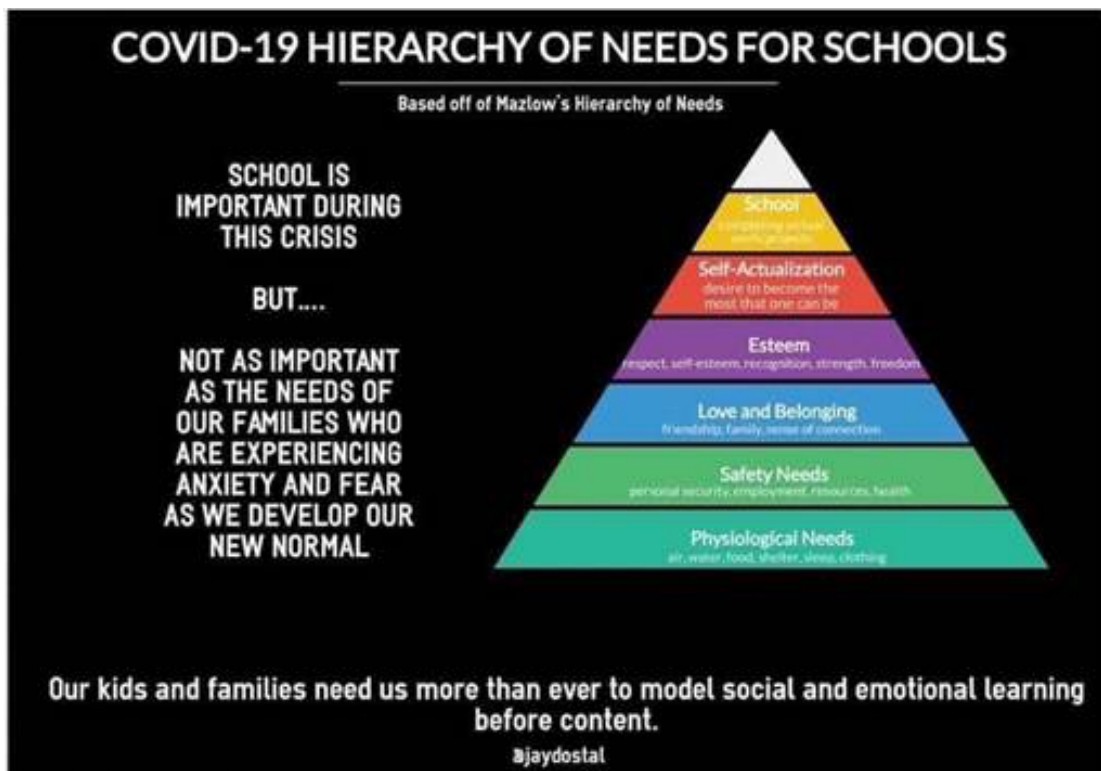 COVID-19 HIERARCHY OF NEEDS FOR SCHOOLS
Based off of Mazlow's Hierarchy of Needs
SCHOOL IS
IMPORTANT DURING
THIS CRISIS
BUT....
NOT AS IMPORTANT
AS THE NEEDS OF
OUR FAMILIES WHO
ARE EXPERIENCING
ANXIETY AND FEAR
AS WE DEVELOP OUR
NEW NORMAL
School
completing
work, projects
Self-Actualization
desire to become the
most that one can be
Esteem
respect, self-esteem, recognition, strength, freedom
Love and Belonging
friendship, family, sense of connection
Safety Needs
personal security, employment, resources, health
Physiological Needs
air, water, food, shelter, sleep, clothing
Our kids and families need us more than ever to model social and emotional learning
before content.
@jaydostal